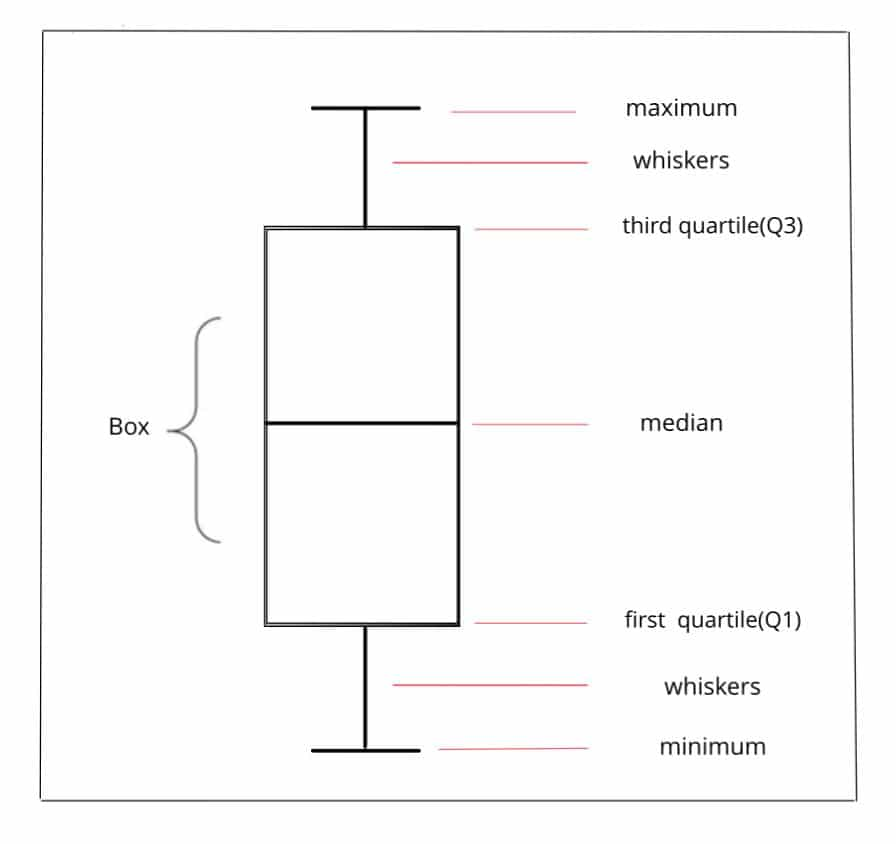 maximum
whiskers
third quartile(Q3)
Box
median
first quartile(Q1)
whiskers
minimum